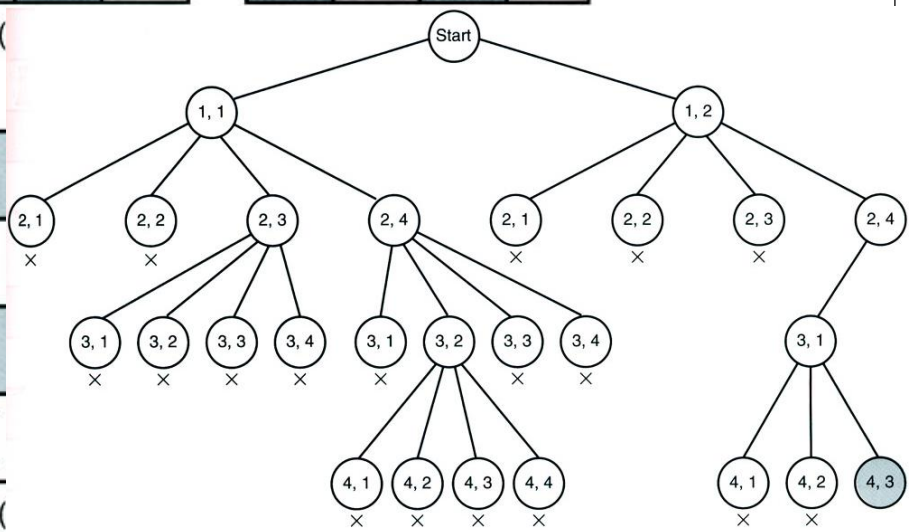 Start
1, 1 1, 2
2, 1 2, 2 2, 3 2, 4 2, 1 2, 2 2, 3 2, 4
× × × × ×
3, 1 3, 2 3, 3 3, 4 3, 1 3, 2 3, 3 3, 4 3, 1
× × × × × × ×
4, 1 4, 2 4, 3 4, 4 4, 1 4, 2 4, 3
× × × × × ×